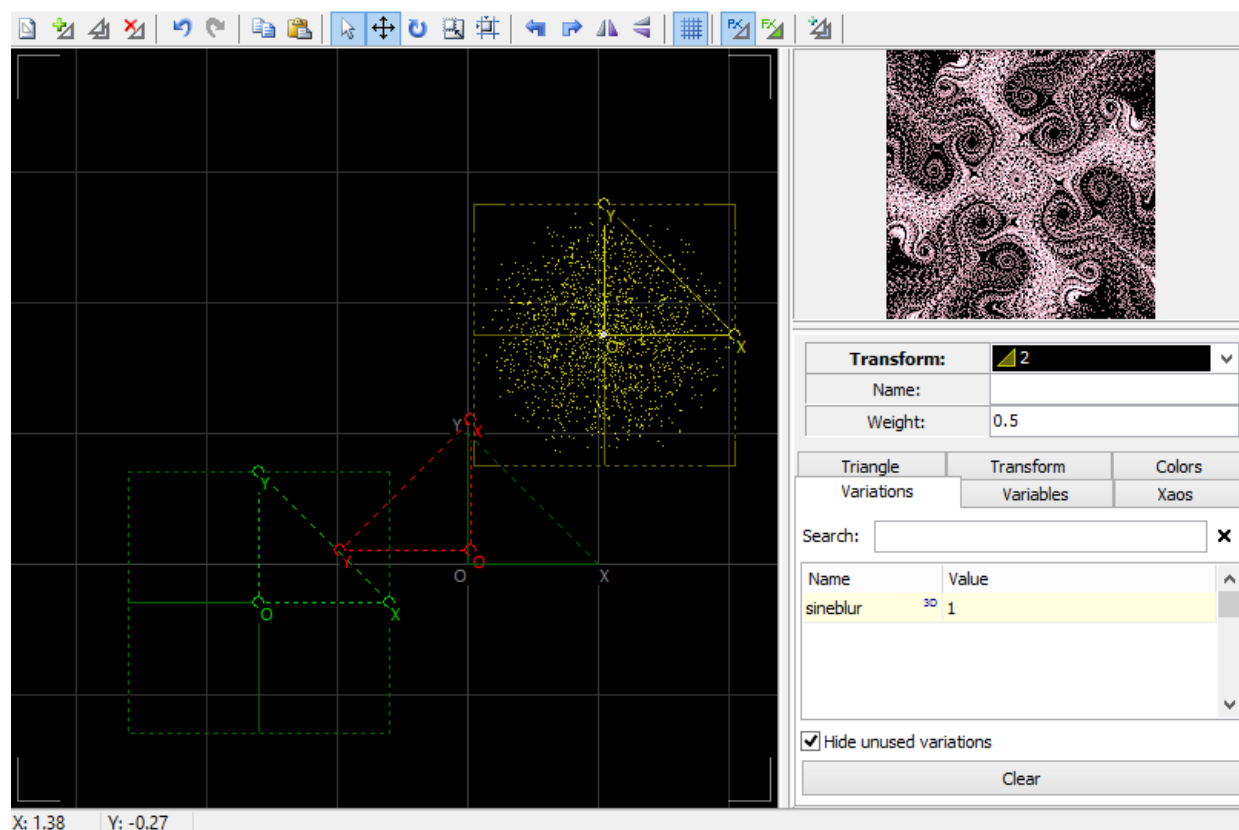 Y
Y
O
X
Y
X
Y
Y
O
O
X
O
X
Transform: 2
Name:
Weight: 0.5
Triangle Transform Colors
Variations Variables Xaos
Search:
Name Value
sineblur 3D 1
Hide unused variations
Clear
X: 1.38 Y: -0.27